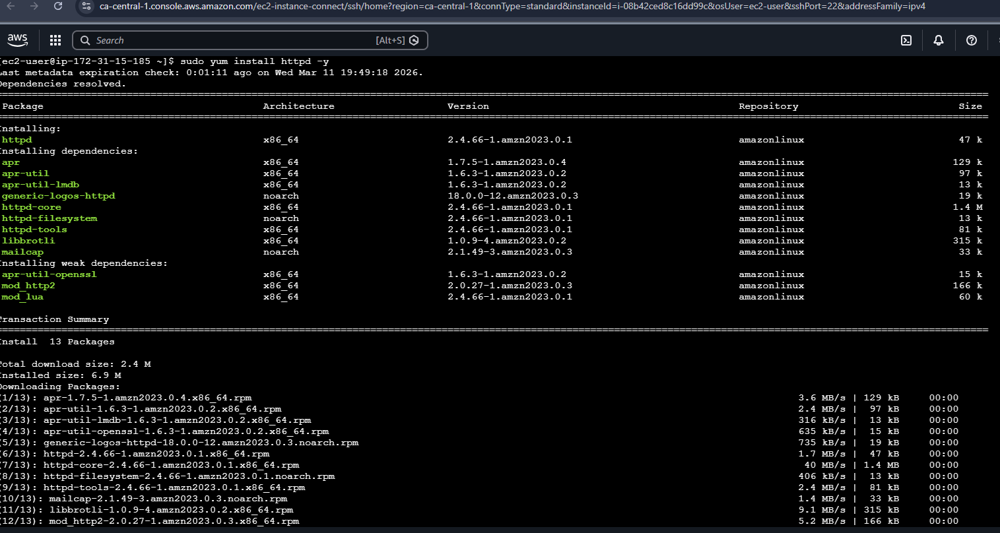 ca-central-1.console.aws.amazon.com/ec2-instance-connect/ssh/home?region=ca-central-1&connType=standard&instanceId=i-08b42ced8c16dd99c&osUser=ec2-user&sshPort=22&addressFamily=ipv4
aws Search [Alt+S]
[ec2-user@ip-172-31-15-185 ~]$ sudo yum install httpd -y
Last metadata expiration check: 0:01:11 ago on Wed Mar 11 19:49:18 2026.
Dependencies resolved.
Package Architecture Version Repository Size
Installing:
httpd x86_64 2.4.66-1.amzn2023.0.1 amazonlinux 47 k
Installing dependencies:
apr x86_64 1.7.5-1.amzn2023.0.4 amazonlinux 129 k
apr-util x86_64 1.6.3-1.amzn2023.0.2 amazonlinux 97 k
apr-util-lmdb x86_64 1.6.3-1.amzn2023.0.2 amazonlinux 13 k
generic-logos-httpd noarch 18.0.0-12.amzn2023.0.3 amazonlinux 19 k
httpd-core x86_64 2.4.66-1.amzn2023.0.1 amazonlinux 1.4 M
httpd-filesystem noarch 2.4.66-1.amzn2023.0.1 amazonlinux 13 k
httpd-tools x86_64 2.4.66-1.amzn2023.0.1 amazonlinux 81 k
libbrotli x86_64 1.0.9-4.amzn2023.0.2 amazonlinux 315 k
mailcap noarch 2.1.49-3.amzn2023.0.3 amazonlinux 33 k
Installing weak dependencies:
apr-util-openssl x86_64 1.6.3-1.amzn2023.0.2 amazonlinux 15 k
mod_http2 x86_64 2.0.27-1.amzn2023.0.3 amazonlinux 166 k
mod_lua x86_64 2.4.66-1.amzn2023.0.1 amazonlinux 60 k
Transaction Summary
Install 13 Packages
Total download size: 2.4 M
Installed size: 6.9 M
Downloading Packages:
(1/13): apr-1.7.5-1.amzn2023.0.4.x86_64.rpm 3.6 MB/s | 129 kB 00:00
(2/13): apr-util-1.6.3-1.amzn2023.0.2.x86_64.rpm 2.4 MB/s | 97 kB 00:00
(3/13): apr-util-lmdb-1.6.3-1.amzn2023.0.2.x86_64.rpm 316 kB/s | 13 kB 00:00
(4/13): apr-util-openssl-1.6.3-1.amzn2023.0.2.x86_64.rpm 635 kB/s | 15 kB 00:00
(5/13): generic-logos-httpd-18.0.0-12.amzn2023.0.3.noarch.rpm 735 kB/s | 19 kB 00:00
(6/13): httpd-2.4.66-1.amzn2023.0.1.x86_64.rpm 1.7 MB/s | 47 kB 00:00
(7/13): httpd-core-2.4.66-1.amzn2023.0.1.x86_64.rpm 40 MB/s | 1.4 MB 00:00
(8/13): httpd-filesystem-2.4.66-1.amzn2023.0.1.noarch.rpm 406 kB/s | 13 kB 00:00
(9/13): httpd-tools-2.4.66-1.amzn2023.0.1.x86_64.rpm 2.4 MB/s | 81 kB 00:00
(10/13): mailcap-2.1.49-3.amzn2023.0.3.noarch.rpm 1.4 MB/s | 33 kB 00:00
(11/13): libbrotli-1.0.9-4.amzn2023.0.2.x86_64.rpm 9.1 MB/s | 315 kB 00:00
(12/13): mod_http2-2.0.27-1.amzn2023.0.3.x86_64.rpm 5.2 MB/s | 166 kB 00:00